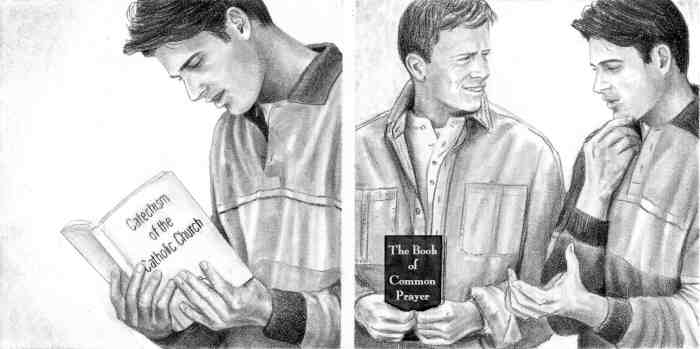 Catechism
of the
Catholic Church
The Book
of
Common
Prayer